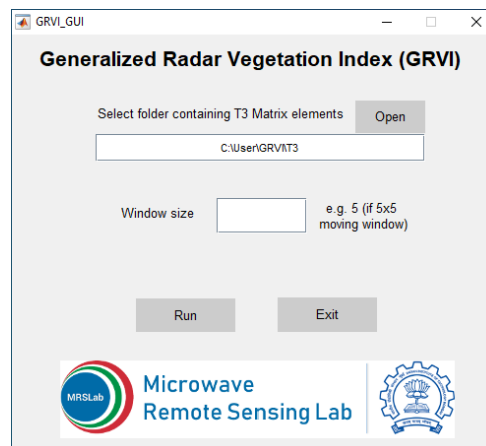 GRVI_GUI
Generalized Radar Vegetation Index (GRVI)
Select folder containing T3 Matrix elements
Open
C:\User\GRVI\T3
Window size
e.g. 5 (if 5x5
moving window)
Run
Exit
MRSLab
Microwave
Remote Sensing Lab